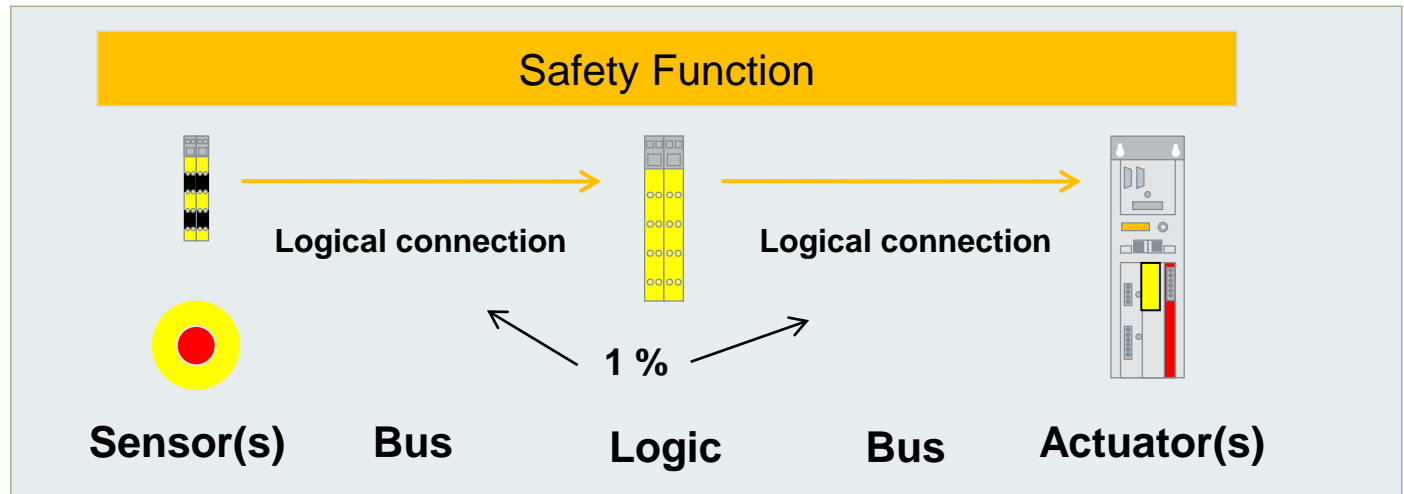 Safety Function
Logical connection
Logical connection
1 %
Sensor(s)
Bus
Logic
Bus
Actuator(s)